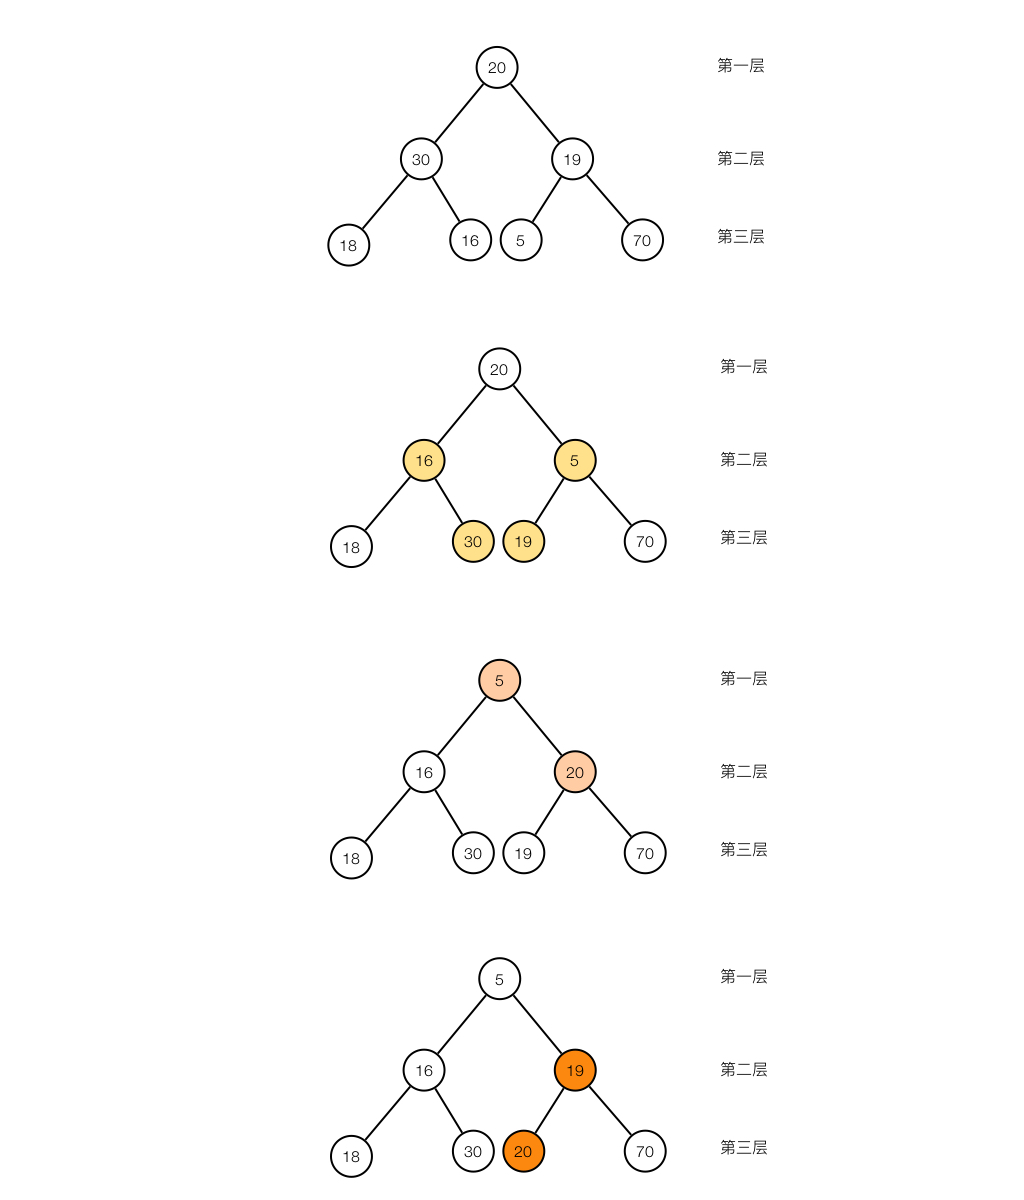 20 第一层
30 19 第二层
18 16 5 70 第三层
20 第一层
16 5 第二层
18 30 19 70 第三层
5 第一层
16 20 第二层
18 30 19 70 第三层
5 第一层
16 19 第二层
18 30 20 70 第三层